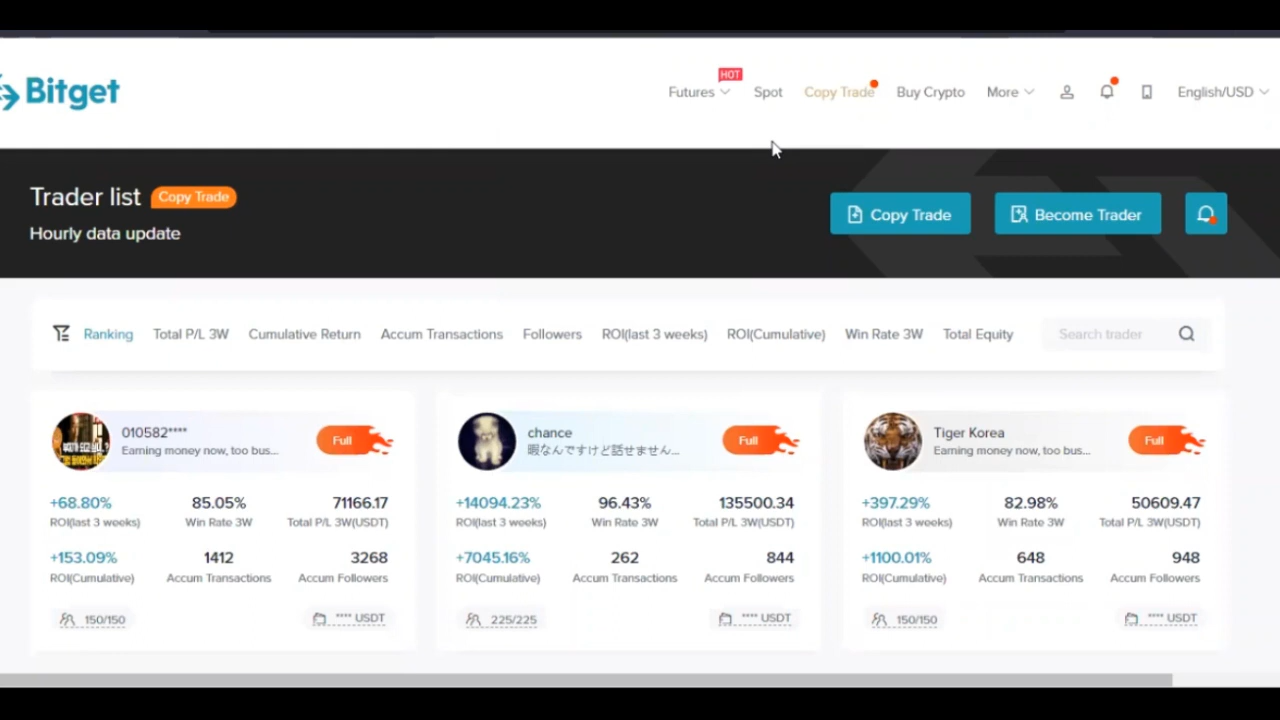 Bitget
HOT
Futures Spot Copy Trade Buy Crypto More English/USD
Trader list Copy Trade
Hourly data update
Copy Trade Become Trader
Ranking Total P/L 3W Cumulative Return Accum Transactions Followers ROI(last 3 weeks) ROI(Cumulative) Win Rate 3W Total Equity Search trader
010582****
Earning money now, too bus...
Full
+68.80% 85.05% 71166.17
ROI(last 3 weeks) Win Rate 3W Total P/L 3W(USDT)
+153.09% 1412 3268
ROI(Cumulative) Accum Transactions Accum Followers
150/150 **** USDT
chance
暇なんですけど話せません...
Full
+14094.23% 96.43% 135500.34
ROI(last 3 weeks) Win Rate 3W Total P/L 3W(USDT)
+7045.16% 262 844
ROI(Cumulative) Accum Transactions Accum Followers
225/225 **** USDT
Tiger Korea
Earning money now, too bus...
Full
+397.29% 82.98% 50609.47
ROI(last 3 weeks) Win Rate 3W Total P/L 3W(USDT)
+1100.01% 648 948
ROI(Cumulative) Accum Transactions Accum Followers
150/150 **** USDT